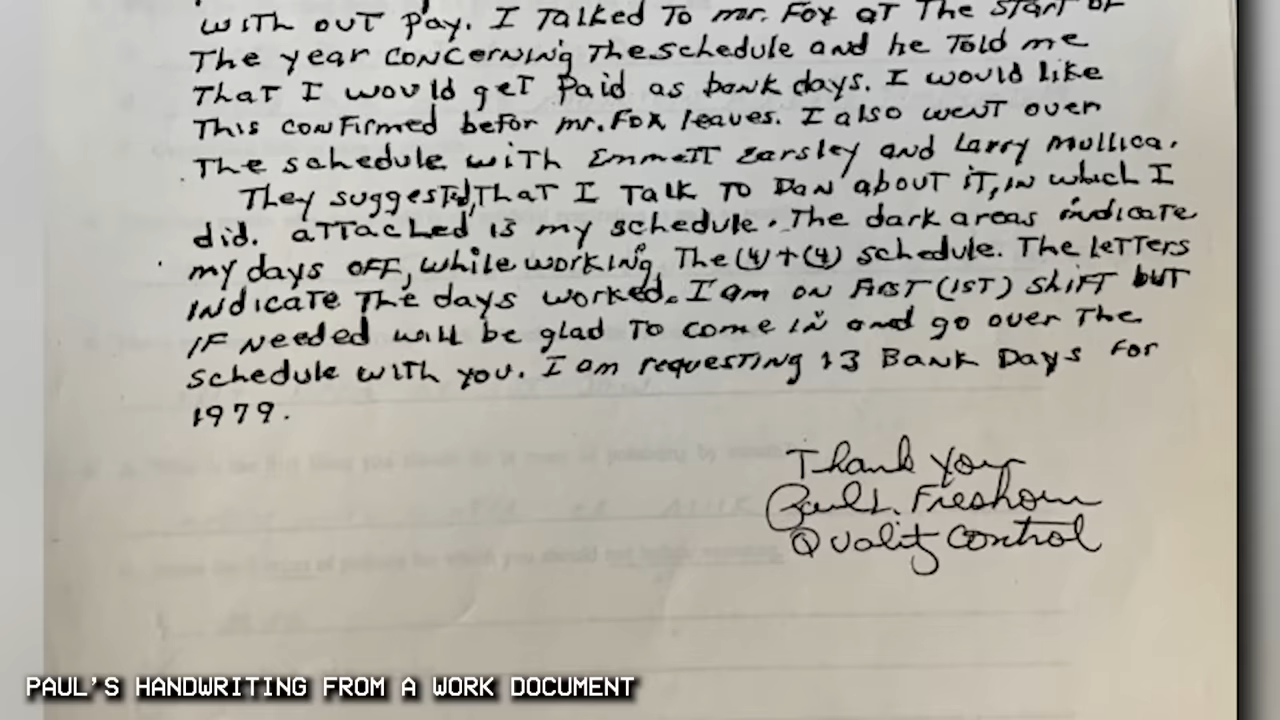 with out pay. I Talked To mr. Fox aT The start of
The year concerning The schedule and he Told me
ThaT I would geT Paid as bank days. I would like
This confirmed befor mr. Fox leaves. I also went over
The schedule with EmmeTT Earsley and Larry Mullica.
They suggested, ThaT I Talk To Dan about iT, in which I
did. aTTached is my schedule. The dark areas indicate
my days off, while working, The (4)+(4) schedule. The leTTers
indicate The days worked. I am on First (1st) shift but
if needed will be glad To come in and go over The
schedule with you. I am requesting 13 Bank Days for
1979.
Thank you
Paul L. Freshour
Quality Control
PAUL'S HANDWRITING FROM A WORK DOCUMENT